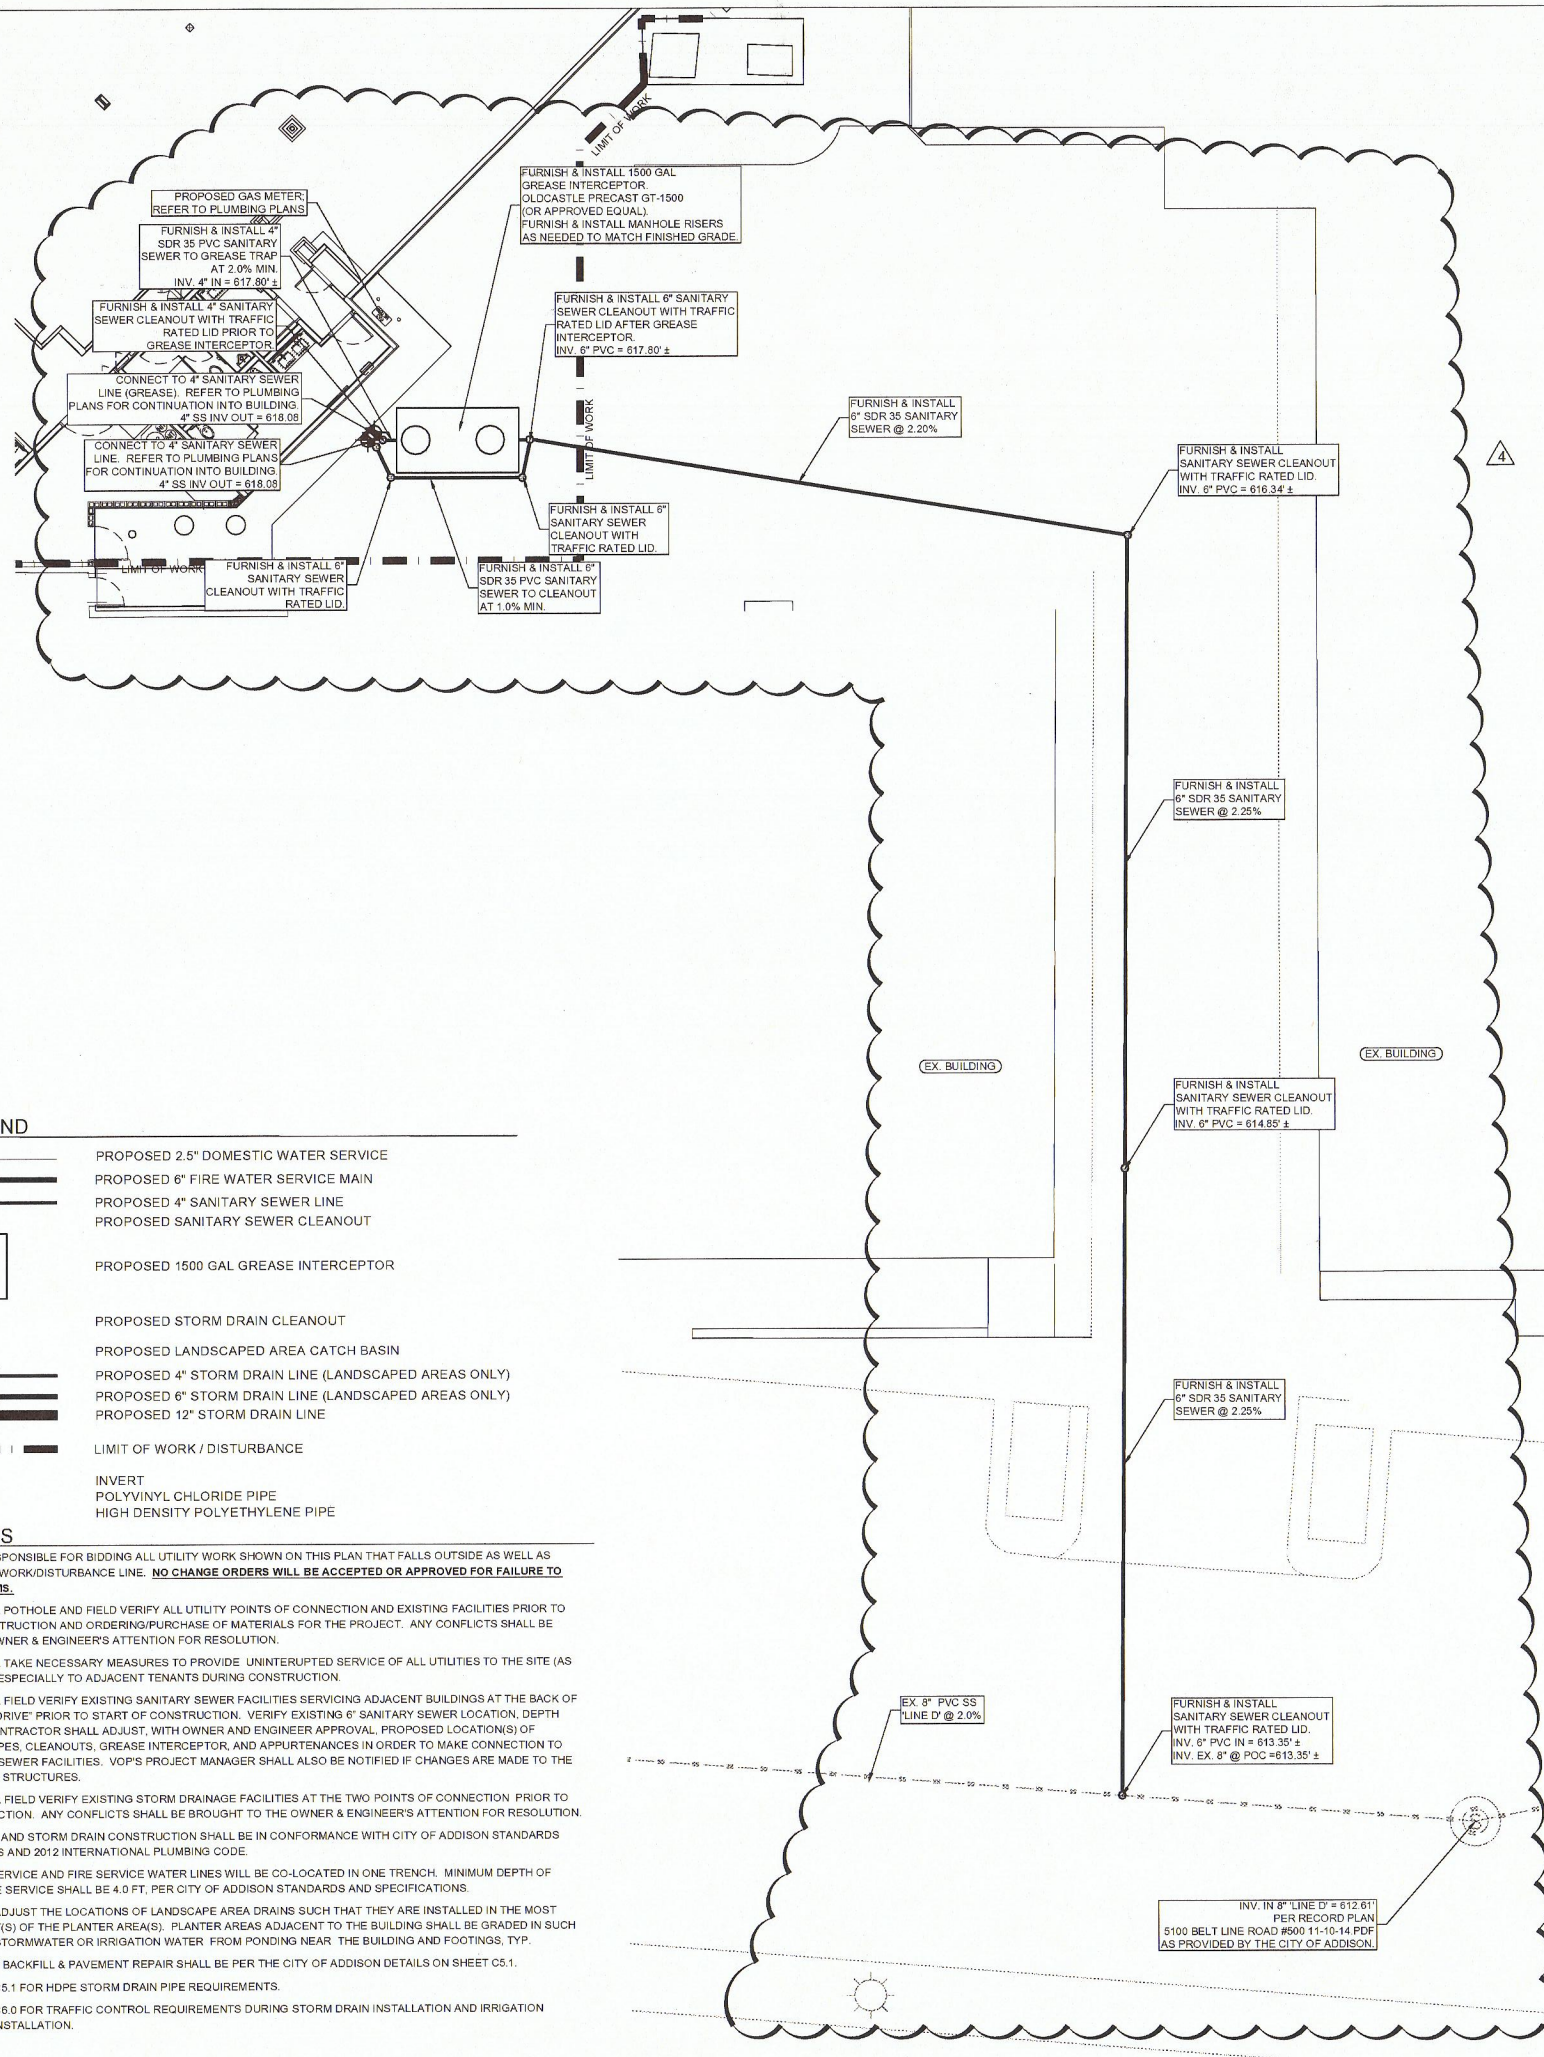 LIMIT OF WORK
PROPOSED GAS METER;
REFER TO PLUMBING PLANS
FURNISH & INSTALL 4"
SDR 35 PVC SANITARY
SEWER TO GREASE TRAP
AT 2.0% MIN.
INV. 4" IN = 617.80' ±
FURNISH & INSTALL 4" SANITARY
SEWER CLEANOUT WITH TRAFFIC
RATED LID PRIOR TO
GREASE INTERCEPTOR.
CONNECT TO 4" SANITARY SEWER
LINE (GREASE). REFER TO PLUMBING
PLANS FOR CONTINUATION INTO BUILDING.
4" SS INV OUT = 618.08
CONNECT TO 4" SANITARY SEWER
LINE. REFER TO PLUMBING PLANS
FOR CONTINUATION INTO BUILDING.
4" SS INV OUT = 618.08
FURNISH & INSTALL 1500 GAL
GREASE INTERCEPTOR.
OLDCASTLE PRECAST GT-1500
(OR APPROVED EQUAL).
FURNISH & INSTALL MANHOLE RISERS
AS NEEDED TO MATCH FINISHED GRADE.
FURNISH & INSTALL 6" SANITARY
SEWER CLEANOUT WITH TRAFFIC
RATED LID AFTER GREASE
INTERCEPTOR.
INV. 6" PVC = 617.80' ±
LIMIT OF WORK
FURNISH & INSTALL
6" SDR 35 SANITARY
SEWER @ 2.20%
FURNISH & INSTALL
SANITARY SEWER CLEANOUT
WITH TRAFFIC RATED LID.
INV. 6" PVC = 616.34' ±
4
FURNISH & INSTALL 6"
SANITARY SEWER
CLEANOUT WITH
TRAFFIC RATED LID.
LIMIT OF WORK
FURNISH & INSTALL 6"
SANITARY SEWER
CLEANOUT WITH TRAFFIC
RATED LID.
FURNISH & INSTALL 6"
SDR 35 PVC SANITARY
SEWER TO CLEANOUT
AT 1.0% MIN.
FURNISH & INSTALL
6" SDR 35 SANITARY
SEWER @ 2.25%
EX. BUILDING
EX. BUILDING
FURNISH & INSTALL
SANITARY SEWER CLEANOUT
WITH TRAFFIC RATED LID.
INV. 6" PVC = 614.85' ±
FURNISH & INSTALL
6" SDR 35 SANITARY
SEWER @ 2.25%
EX. 8" PVC SS
'LINE D' @ 2.0%
FURNISH & INSTALL
SANITARY SEWER CLEANOUT
WITH TRAFFIC RATED LID.
INV. 6" PVC IN = 613.35' ±
INV. EX. 8" @ POC =613.35' ±
INV. IN 8" 'LINE D' = 612.61'
PER RECORD PLAN
5100 BELT LINE ROAD #500 11-10-14.PDF
AS PROVIDED BY THE CITY OF ADDISON.
ND
PROPOSED 2.5" DOMESTIC WATER SERVICE
PROPOSED 6" FIRE WATER SERVICE MAIN
PROPOSED 4" SANITARY SEWER LINE
PROPOSED SANITARY SEWER CLEANOUT
PROPOSED 1500 GAL GREASE INTERCEPTOR
PROPOSED STORM DRAIN CLEANOUT
PROPOSED LANDSCAPED AREA CATCH BASIN
PROPOSED 4" STORM DRAIN LINE (LANDSCAPED AREAS ONLY)
PROPOSED 6" STORM DRAIN LINE (LANDSCAPED AREAS ONLY)
PROPOSED 12" STORM DRAIN LINE
LIMIT OF WORK / DISTURBANCE
INVERT
POLYVINYL CHLORIDE PIPE
HIGH DENSITY POLYETHYLENE PIPE
S
SPONSIBLE FOR BIDDING ALL UTILITY WORK SHOWN ON THIS PLAN THAT FALLS OUTSIDE AS WELL AS
WORK/DISTURBANCE LINE. NO CHANGE ORDERS WILL BE ACCEPTED OR APPROVED FOR FAILURE TO
MS.
POTHOLE AND FIELD VERIFY ALL UTILITY POINTS OF CONNECTION AND EXISTING FACILITIES PRIOR TO
TRUCTION AND ORDERING/PURCHASE OF MATERIALS FOR THE PROJECT. ANY CONFLICTS SHALL BE
WNER & ENGINEER'S ATTENTION FOR RESOLUTION.
TAKE NECESSARY MEASURES TO PROVIDE UNINTERUPTED SERVICE OF ALL UTILITIES TO THE SITE (AS
ESPECIALLY TO ADJACENT TENANTS DURING CONSTRUCTION.
FIELD VERIFY EXISTING SANITARY SEWER FACILITIES SERVICING ADJACENT BUILDINGS AT THE BACK OF
DRIVE" PRIOR TO START OF CONSTRUCTION. VERIFY EXISTING 6" SANITARY SEWER LOCATION, DEPTH
NTRACTOR SHALL ADJUST, WITH OWNER AND ENGINEER APPROVAL, PROPOSED LOCATION(S) OF
PES, CLEANOUTS, GREASE INTERCEPTOR, AND APPURTENANCES IN ORDER TO MAKE CONNECTION TO
SEWER FACILITIES. VOP'S PROJECT MANAGER SHALL ALSO BE NOTIFIED IF CHANGES ARE MADE TO THE
STRUCTURES.
FIELD VERIFY EXISTING STORM DRAINAGE FACILITIES AT THE TWO POINTS OF CONNECTION PRIOR TO
CTION. ANY CONFLICTS SHALL BE BROUGHT TO THE OWNER & ENGINEER'S ATTENTION FOR RESOLUTION.
AND STORM DRAIN CONSTRUCTION SHALL BE IN CONFORMANCE WITH CITY OF ADDISON STANDARDS
S AND 2012 INTERNATIONAL PLUMBING CODE.
ERVICE AND FIRE SERVICE WATER LINES WILL BE CO-LOCATED IN ONE TRENCH. MINIMUM DEPTH OF
E SERVICE SHALL BE 4.0 FT, PER CITY OF ADDISON STANDARDS AND SPECIFICATIONS.
DJUST THE LOCATIONS OF LANDSCAPE AREA DRAINS SUCH THAT THEY ARE INSTALLED IN THE MOST
(S) OF THE PLANTER AREA(S). PLANTER AREAS ADJACENT TO THE BUILDING SHALL BE GRADED IN SUCH
STORMWATER OR IRRIGATION WATER FROM PONDING NEAR THE BUILDING AND FOOTINGS, TYP.
BACKFILL & PAVEMENT REPAIR SHALL BE PER THE CITY OF ADDISON DETAILS ON SHEET C5.1.
5.1 FOR HDPE STORM DRAIN PIPE REQUIREMENTS.
6.0 FOR TRAFFIC CONTROL REQUIREMENTS DURING STORM DRAIN INSTALLATION AND IRRIGATION
NSTALLATION.